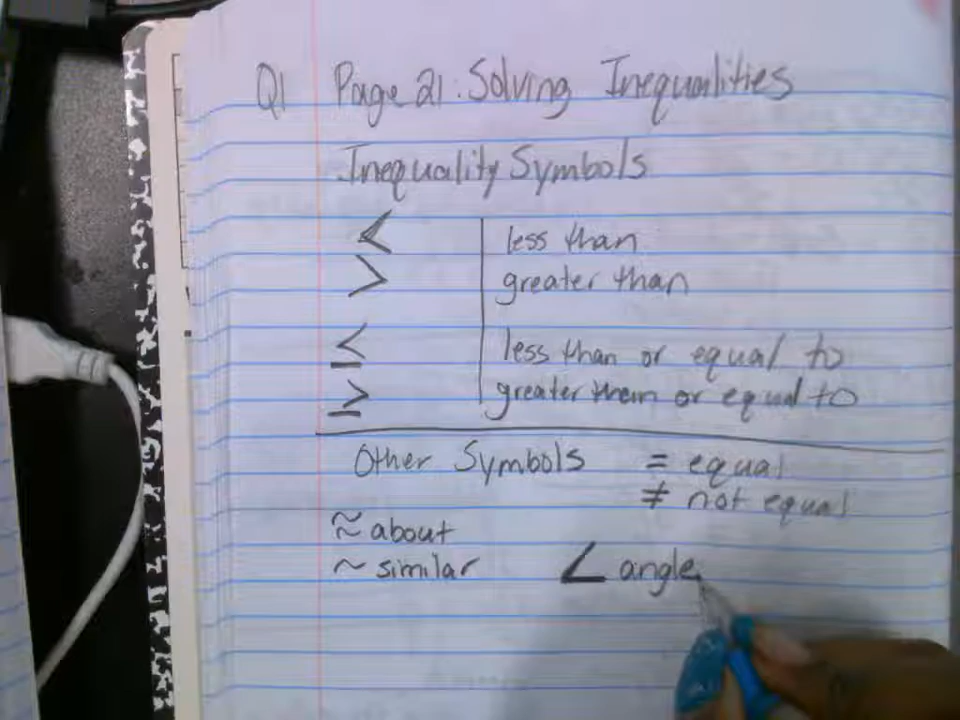 Q1 Page 21. Solving Inequalities
Inequality Symbols
< less than
> greater than
≤ less than or equal to
≥ greater them or equal to
Other Symbols = equal
≠ not equal
≈ about
~ similar ∠ angle